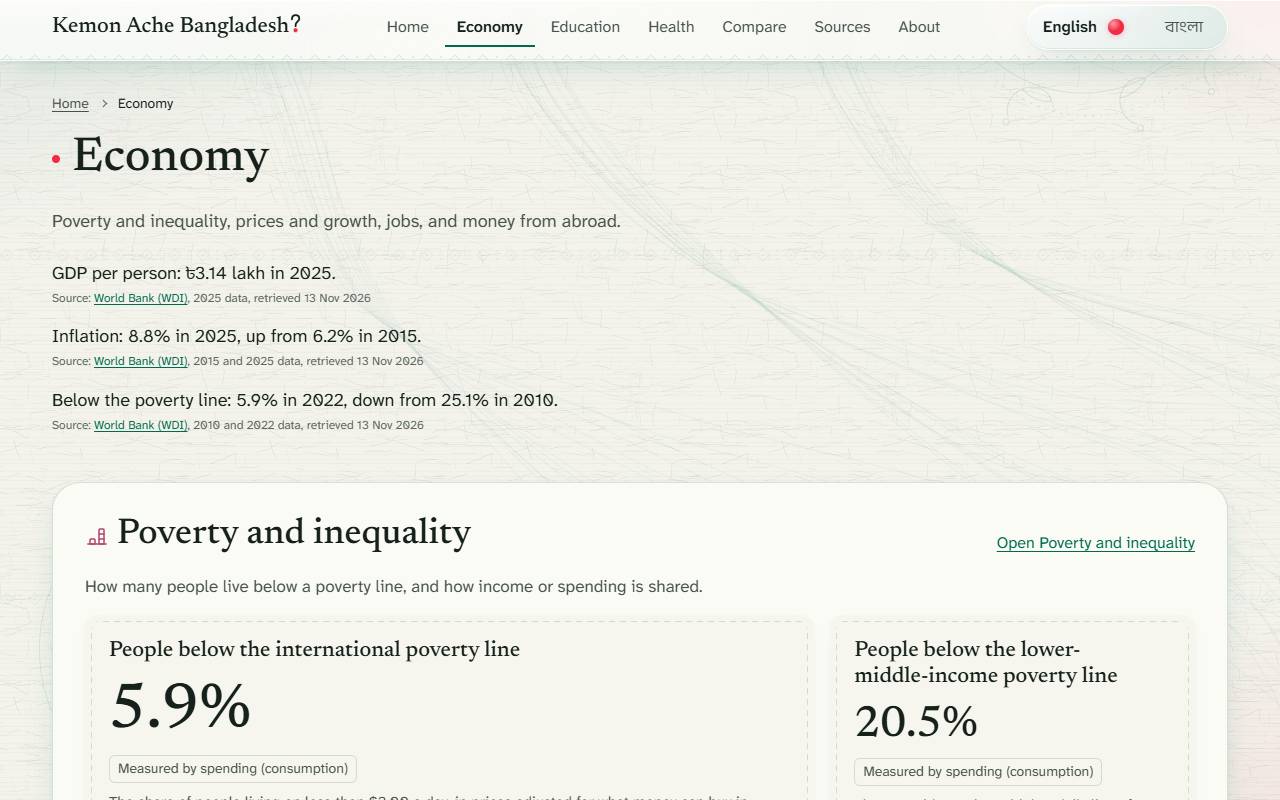 Kemon Ache Bangladesh?
Home Economy Education Health Compare Sources About
English বাংলা
Home > Economy
Economy
Poverty and inequality, prices and growth, jobs, and money from abroad.
GDP per person: ৳3.14 lakh in 2025.
Source: World Bank (WDI), 2025 data, retrieved 13 Nov 2026
Inflation: 8.8% in 2025, up from 6.2% in 2015.
Source: World Bank (WDI), 2015 and 2025 data, retrieved 13 Nov 2026
Below the poverty line: 5.9% in 2022, down from 25.1% in 2010.
Source: World Bank (WDI), 2010 and 2022 data, retrieved 13 Nov 2026
Poverty and inequality
Open Poverty and inequality
How many people live below a poverty line, and how income or spending is shared.
People below the international poverty line
5.9%
Measured by spending (consumption)
People below the lower-
middle-income poverty line
20.5%
Measured by spending (consumption)